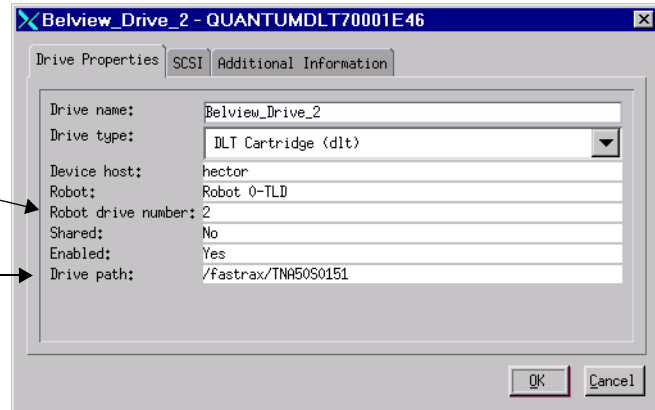 Belview_Drive_2 - QUANTUMDLT70001E46
Drive Properties SCSI Additional Information
Drive name: Belview_Drive_2
Drive type: DLT Cartridge (dlt)
Device host: hector
Robot: Robot 0-TLD
Robot drive number: 2
Shared: No
Enabled: Yes
Drive path: /fastrax/TNA50S0151
OK Cancel